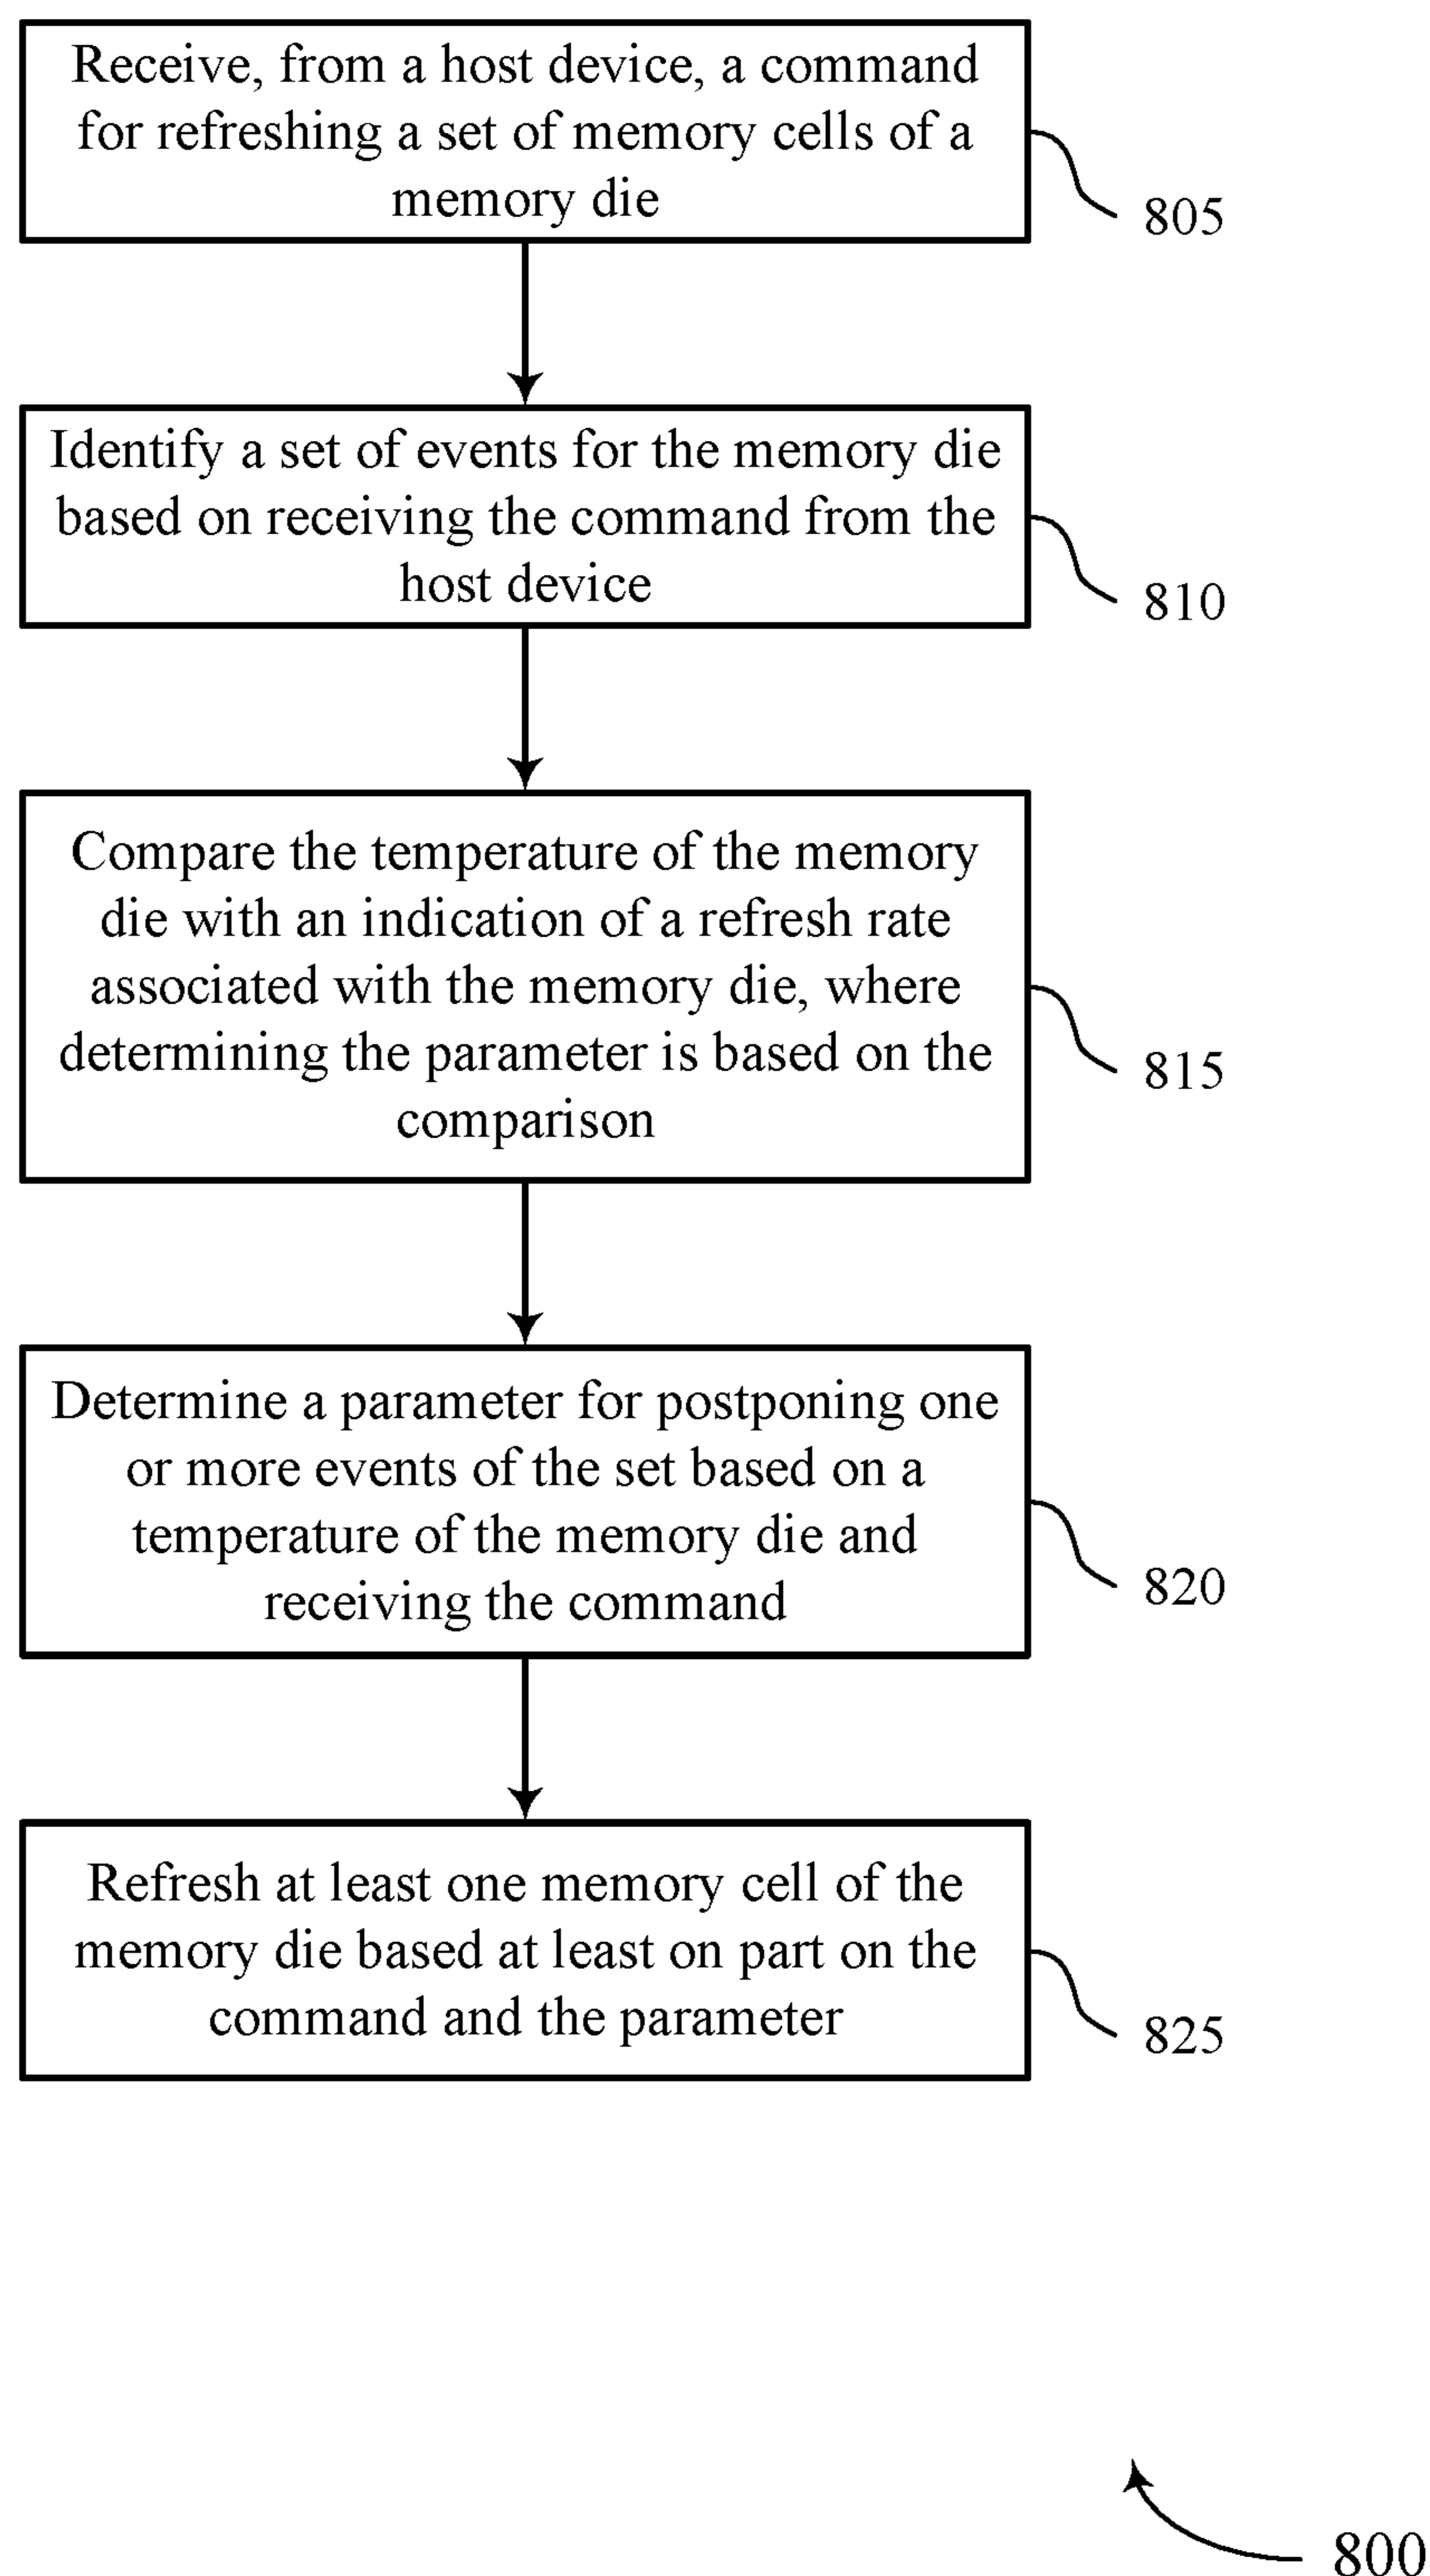 Receive, from a host device, a command
for refreshing a set of memory cells of a
memory die
805
Identify a set of events for the memory die
based on receiving the command from the
host device
810
Compare the temperature of the memory
die with an indication of a refresh rate
associated with the memory die, where
determining the parameter is based on the
comparison
815
Determine a parameter for postponing one
or more events of the set based on a
temperature of the memory die and
receiving the command
820
Refresh at least one memory cell of the
memory die based at least on part on the
command and the parameter
825
800